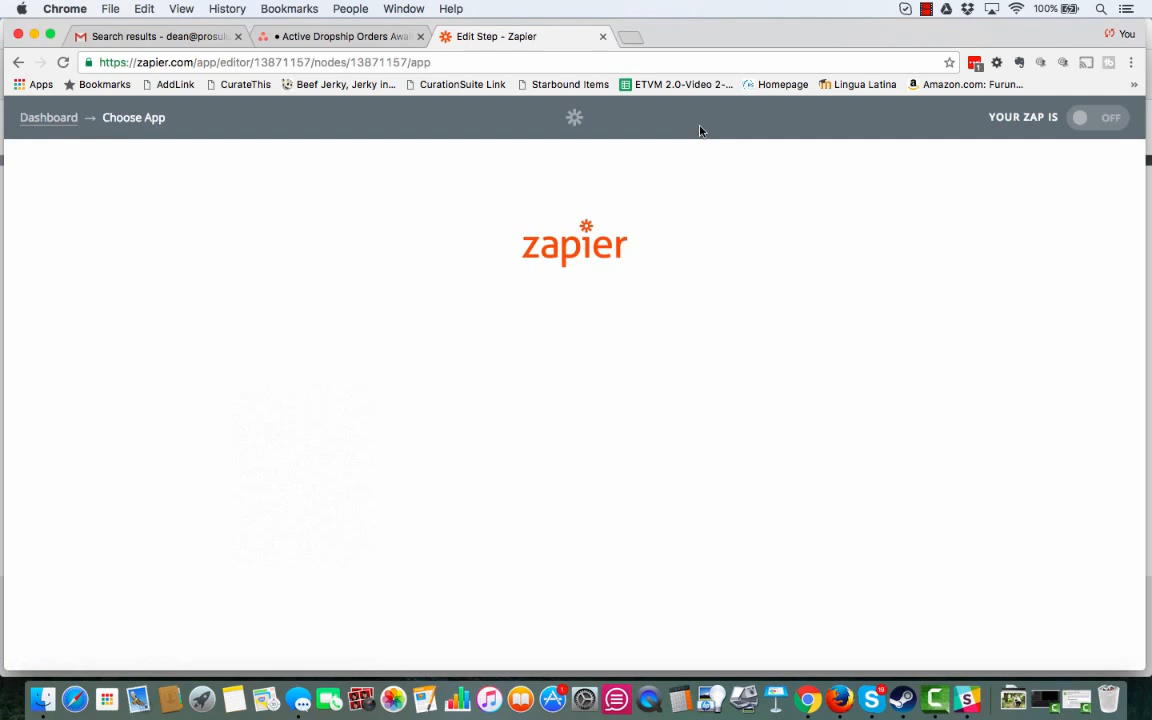 Chrome File Edit View History Bookmarks People Window Help 100%
Search results - dean@prosul
Active Dropship Orders Awai
Edit Step - Zapier
You
https://zapier.com/app/editor/13871157/nodes/13871157/app
Apps Bookmarks AddLink CurateThis Beef Jerky, Jerky in... CurationSuite Link Starbound Items ETVM 2.0-Video 2-... Homepage Lingua Latina Amazon.com: Furun... »
Dashboard → Choose App YOUR ZAP IS OFF
zapier